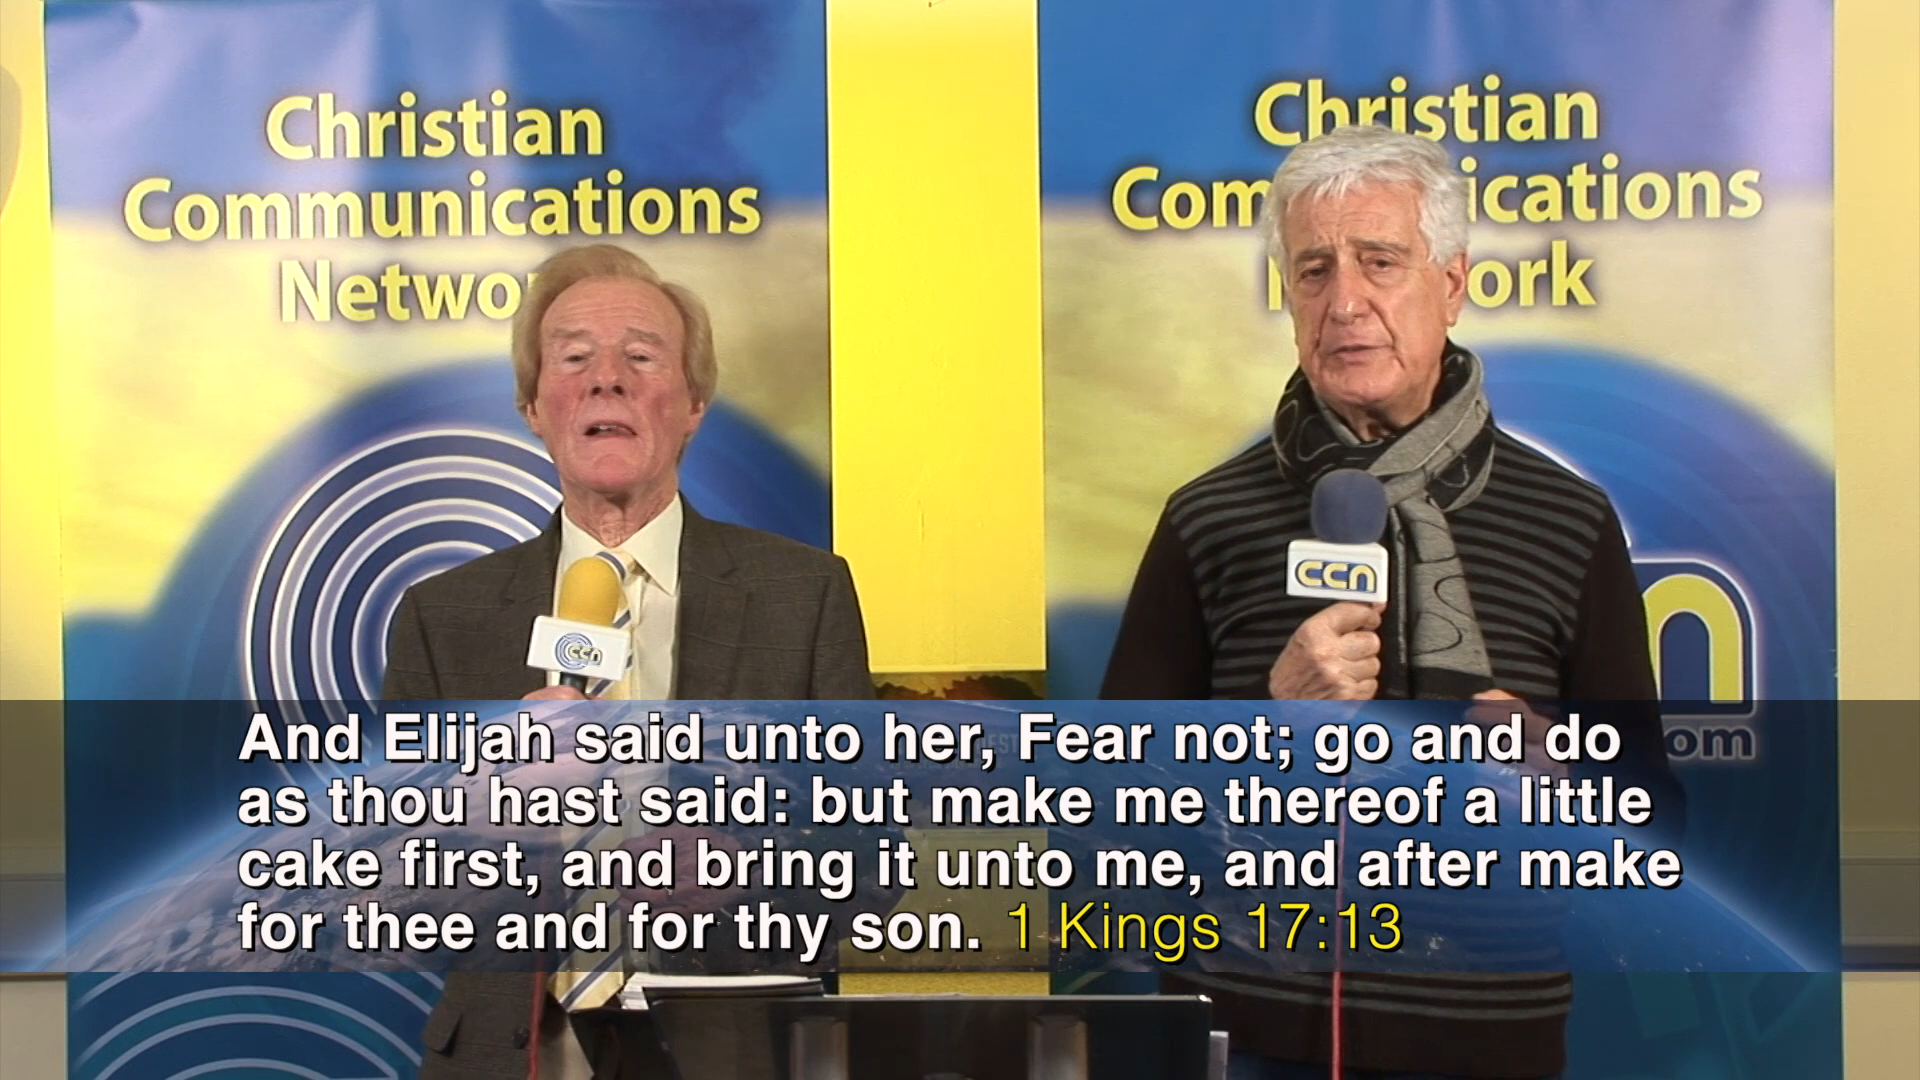 Christian
Communications
Netwo
Christian
Com ications
ork
CCN
CCN
n
om
And Elijah said unto her, Fear not; go and do
as thou hast said: but make me thereof a little
cake first, and bring it unto me, and after make
for thee and for thy son. 1 Kings 17:13